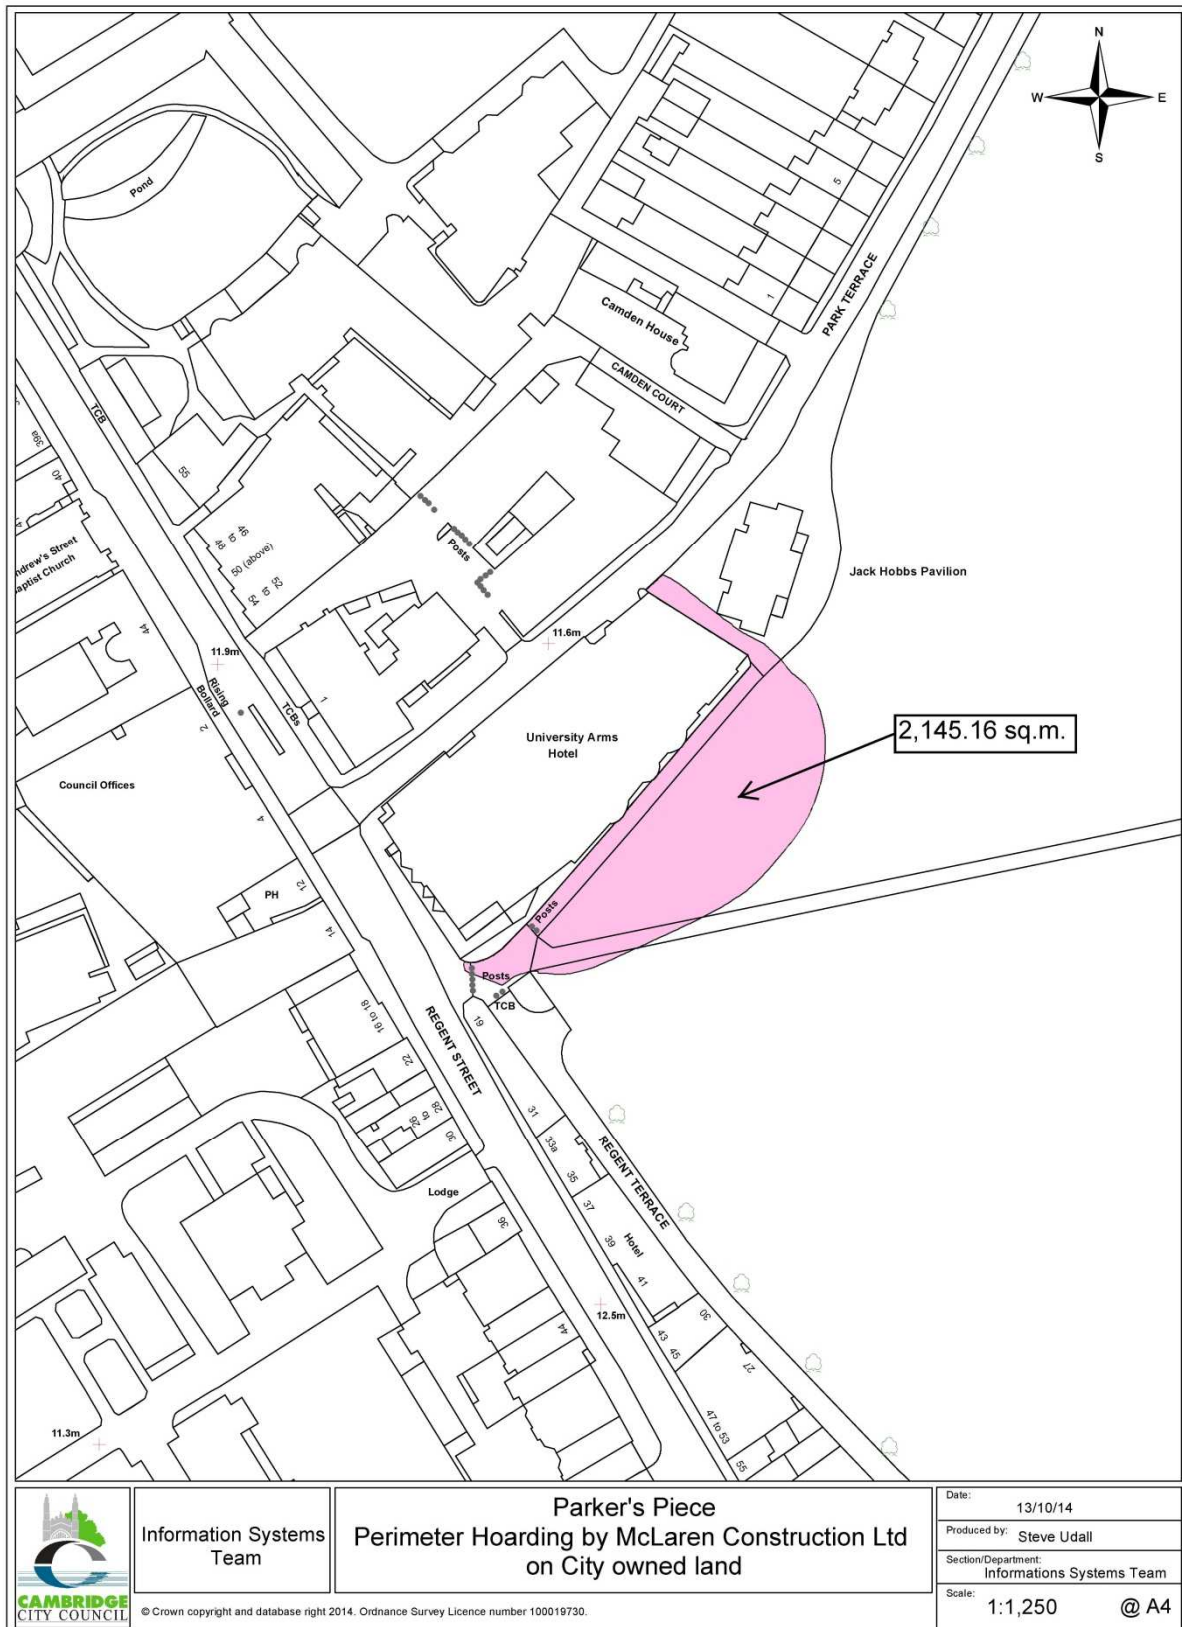 N
W
E
S
Pond
5
1
PARK TERRACE
Camden House
CAMDEN COURT
TCB
39a
40
55
46
to
48
50 (above)
52
to
54
Posts
Baptist Church
Jack Hobbs Pavilion
44
11.9m
11.6m
Rising
Bollard
TCBs
1
2
University Arms
Hotel
2,145.16 sq.m.
Council Offices
4
PH
12
14
Posts
Posts
TCB
19
REGENT STREET
16 to 18
22
28
to
26
30
31
33a
35
REGENT TERRACE
Lodge
36
37
39
Hotel
41
12.5m
44
43
45
30
27
47 to 53
55
11.3m
CAMBRIDGE
CITY COUNCIL
Information Systems
Team
Parker's Piece
Perimeter Hoarding by McLaren Construction Ltd
on City owned land
© Crown copyright and database right 2014. Ordnance Survey Licence number 100019730.
Date:
13/10/14
Produced by: Steve Udall
Section/Department:
Informations Systems Team
Scale:
1:1,250 @ A4